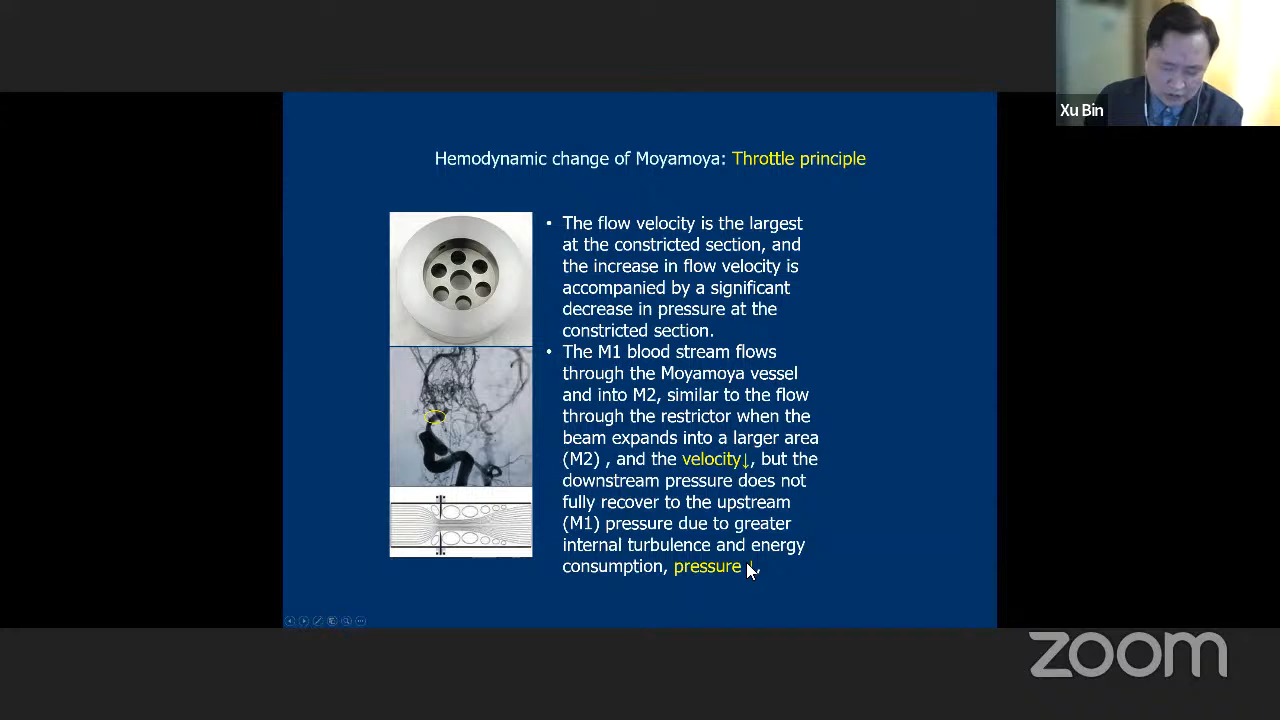 Xu Bin
Hemodynamic change of Moyamoya: Throttle principle
• The flow velocity is the largest
at the constricted section, and
the increase in flow velocity is
accompanied by a significant
decrease in pressure at the
constricted section.
• The M1 blood stream flows
through the Moyamoya vessel
and into M2, similar to the flow
through the restrictor when the
beam expands into a larger area
(M2) , and the velocity↓, but the
downstream pressure does not
fully recover to the upstream
(M1) pressure due to greater
internal turbulence and energy
consumption, pressure ↓,
zoom